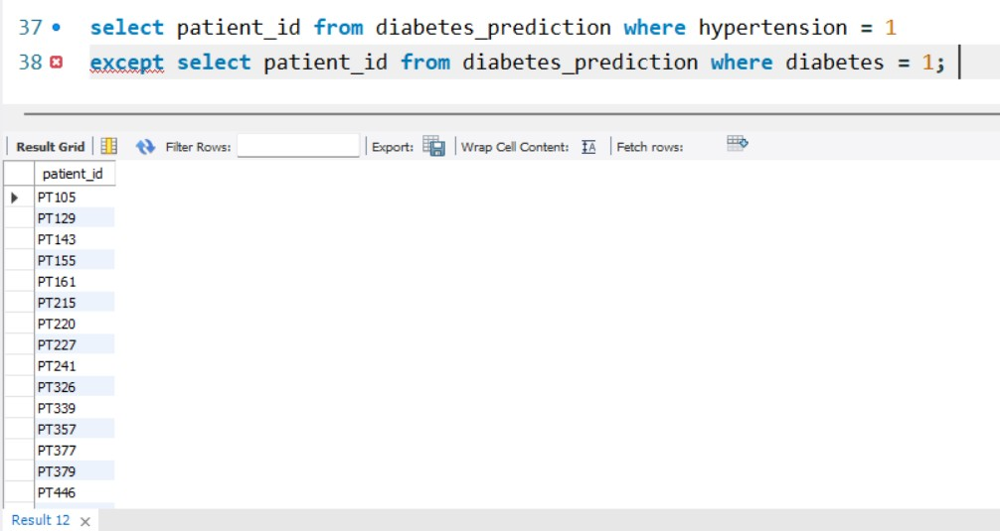 37 select patient_id from diabetes_prediction where hypertension = 1
38 except select patient_id from diabetes_prediction where diabetes = 1;
Result Grid Filter Rows: Export: Wrap Cell Content: IA Fetch rows:
patient_id
PT105
PT129
PT143
PT155
PT161
PT215
PT220
PT227
PT241
PT326
PT339
PT357
PT377
PT379
PT446
Result 12 ×